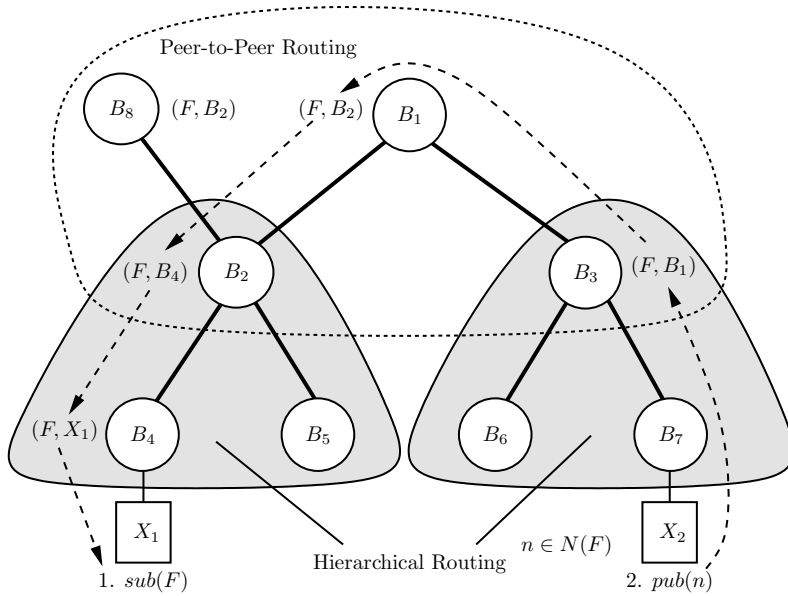 Peer-to-Peer Routing
B₈ (F, B₂) (F, B₂) B₁
(F, B₄) B₂ B₃ (F, B₁)
(F, X₁) B₄ B₅ B₆ B₇
X₁ X₂
n ∈ N(F)
Hierarchical Routing
1. sub(F) 2. pub(n)